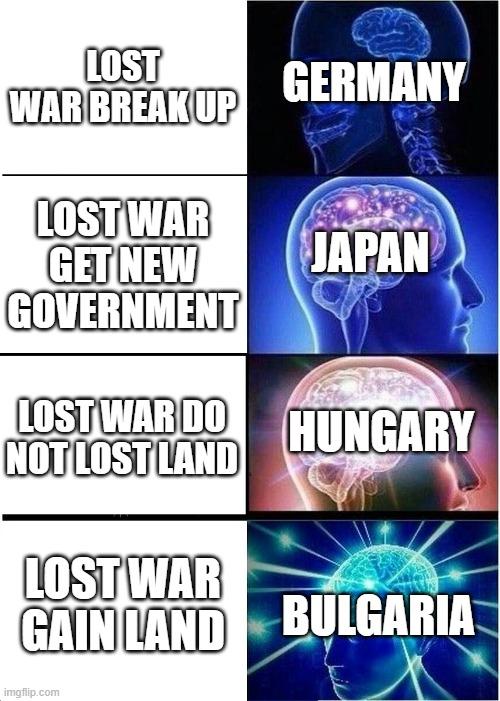 LOST
WAR BREAK UP
GERMANY
LOST WAR
GET NEW
GOVERNMENT
JAPAN
LOST WAR DO
NOT LOST LAND
HUNGARY
LOST WAR
GAIN LAND
BULGARIA
imgflip.com